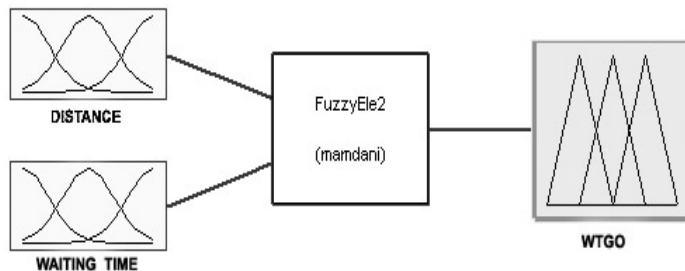 DISTANCE
FuzzyEle2
(mamdani)
WTGO
WAITING TIME